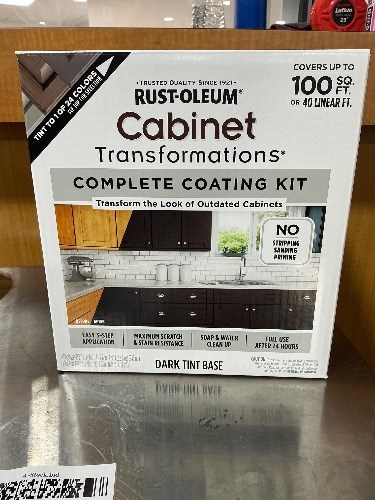 TINT TO 1 OF 24 COLORS
• TRUSTED QUALITY SINCE 1921 •
RUST-OLEUM®
COVERS UP TO
100 SQ. FT.
OR 40 LINEAR FT.
Cabinet
Transformations®
COMPLETE COATING KIT
Transform the Look of Outdated Cabinets
NO
STRIPPING
SANDING
PRIMING
BEFORE AFTER
EASY 3-STEP
APPLICATION
MAXIMUM SCRATCH
& STAIN RESISTANCE
SOAP & WATER
CLEAN UP
FULL USE
AFTER 24 HOURS
DARK TINT BASE